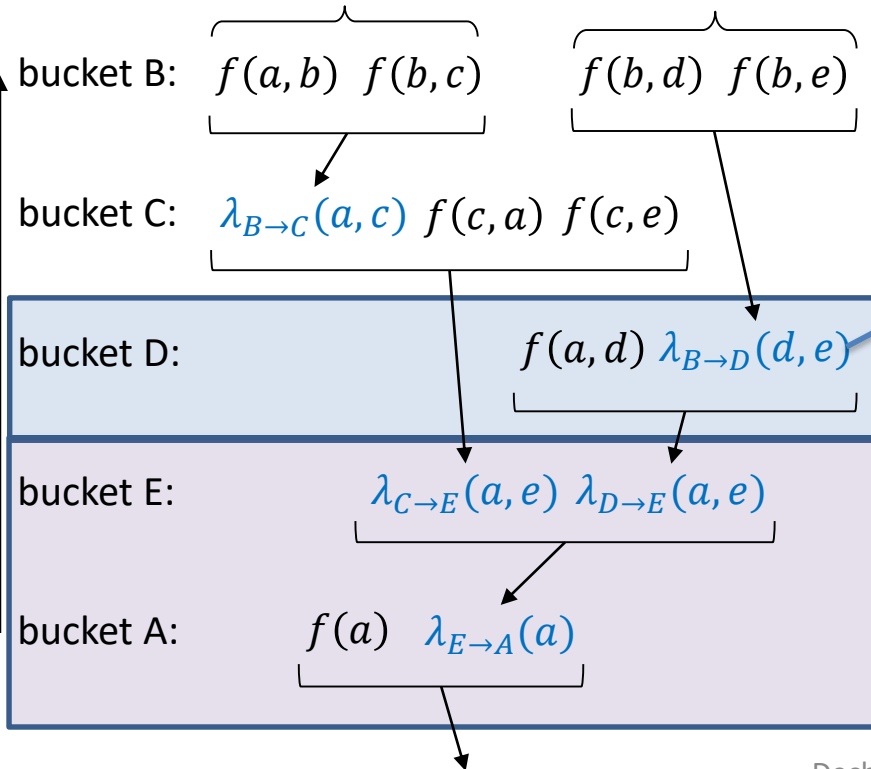 bucket B: f(a, b) f(b, c) f(b, d) f(b, e)
bucket C: λ_{B→C}(a, c) f(c, a) f(c, e)
bucket D: f(a, d) λ_{B→D}(d, e)
bucket E: λ_{C→E}(a, e) λ_{D→E}(a, e)
bucket A: f(a) λ_{E→A}(a)